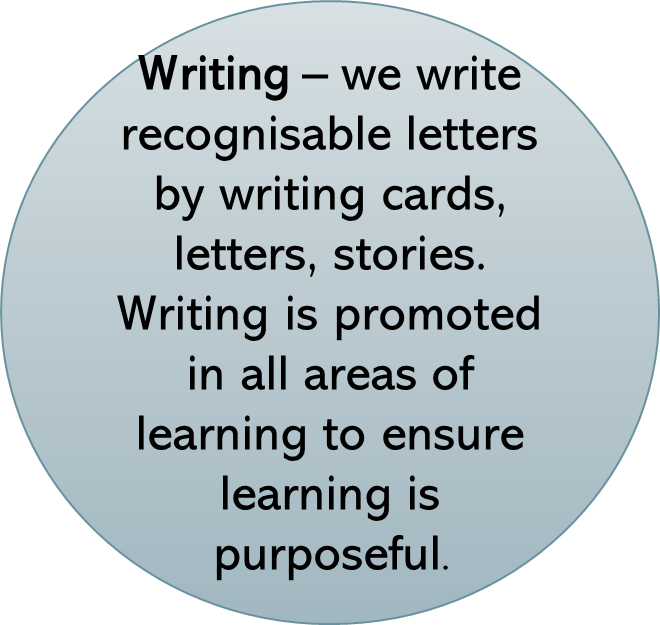 Writing – we write
recognisable letters
by writing cards,
letters, stories.
Writing is promoted
in all areas of
learning to ensure
learning is
purposeful.